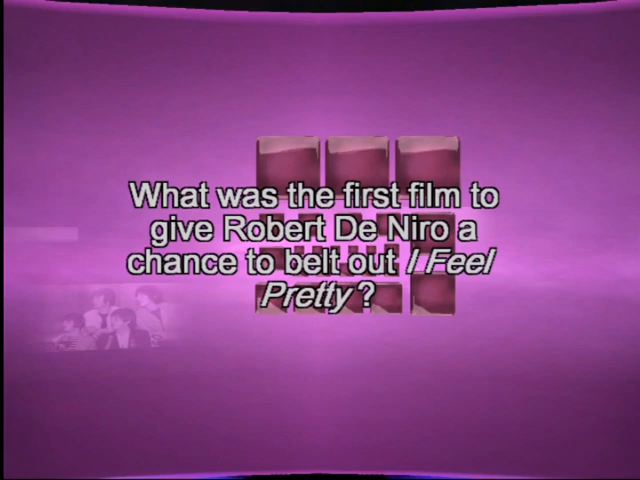 What was the first film to
give Robert De Niro a
chance to belt out I Feel
Pretty?